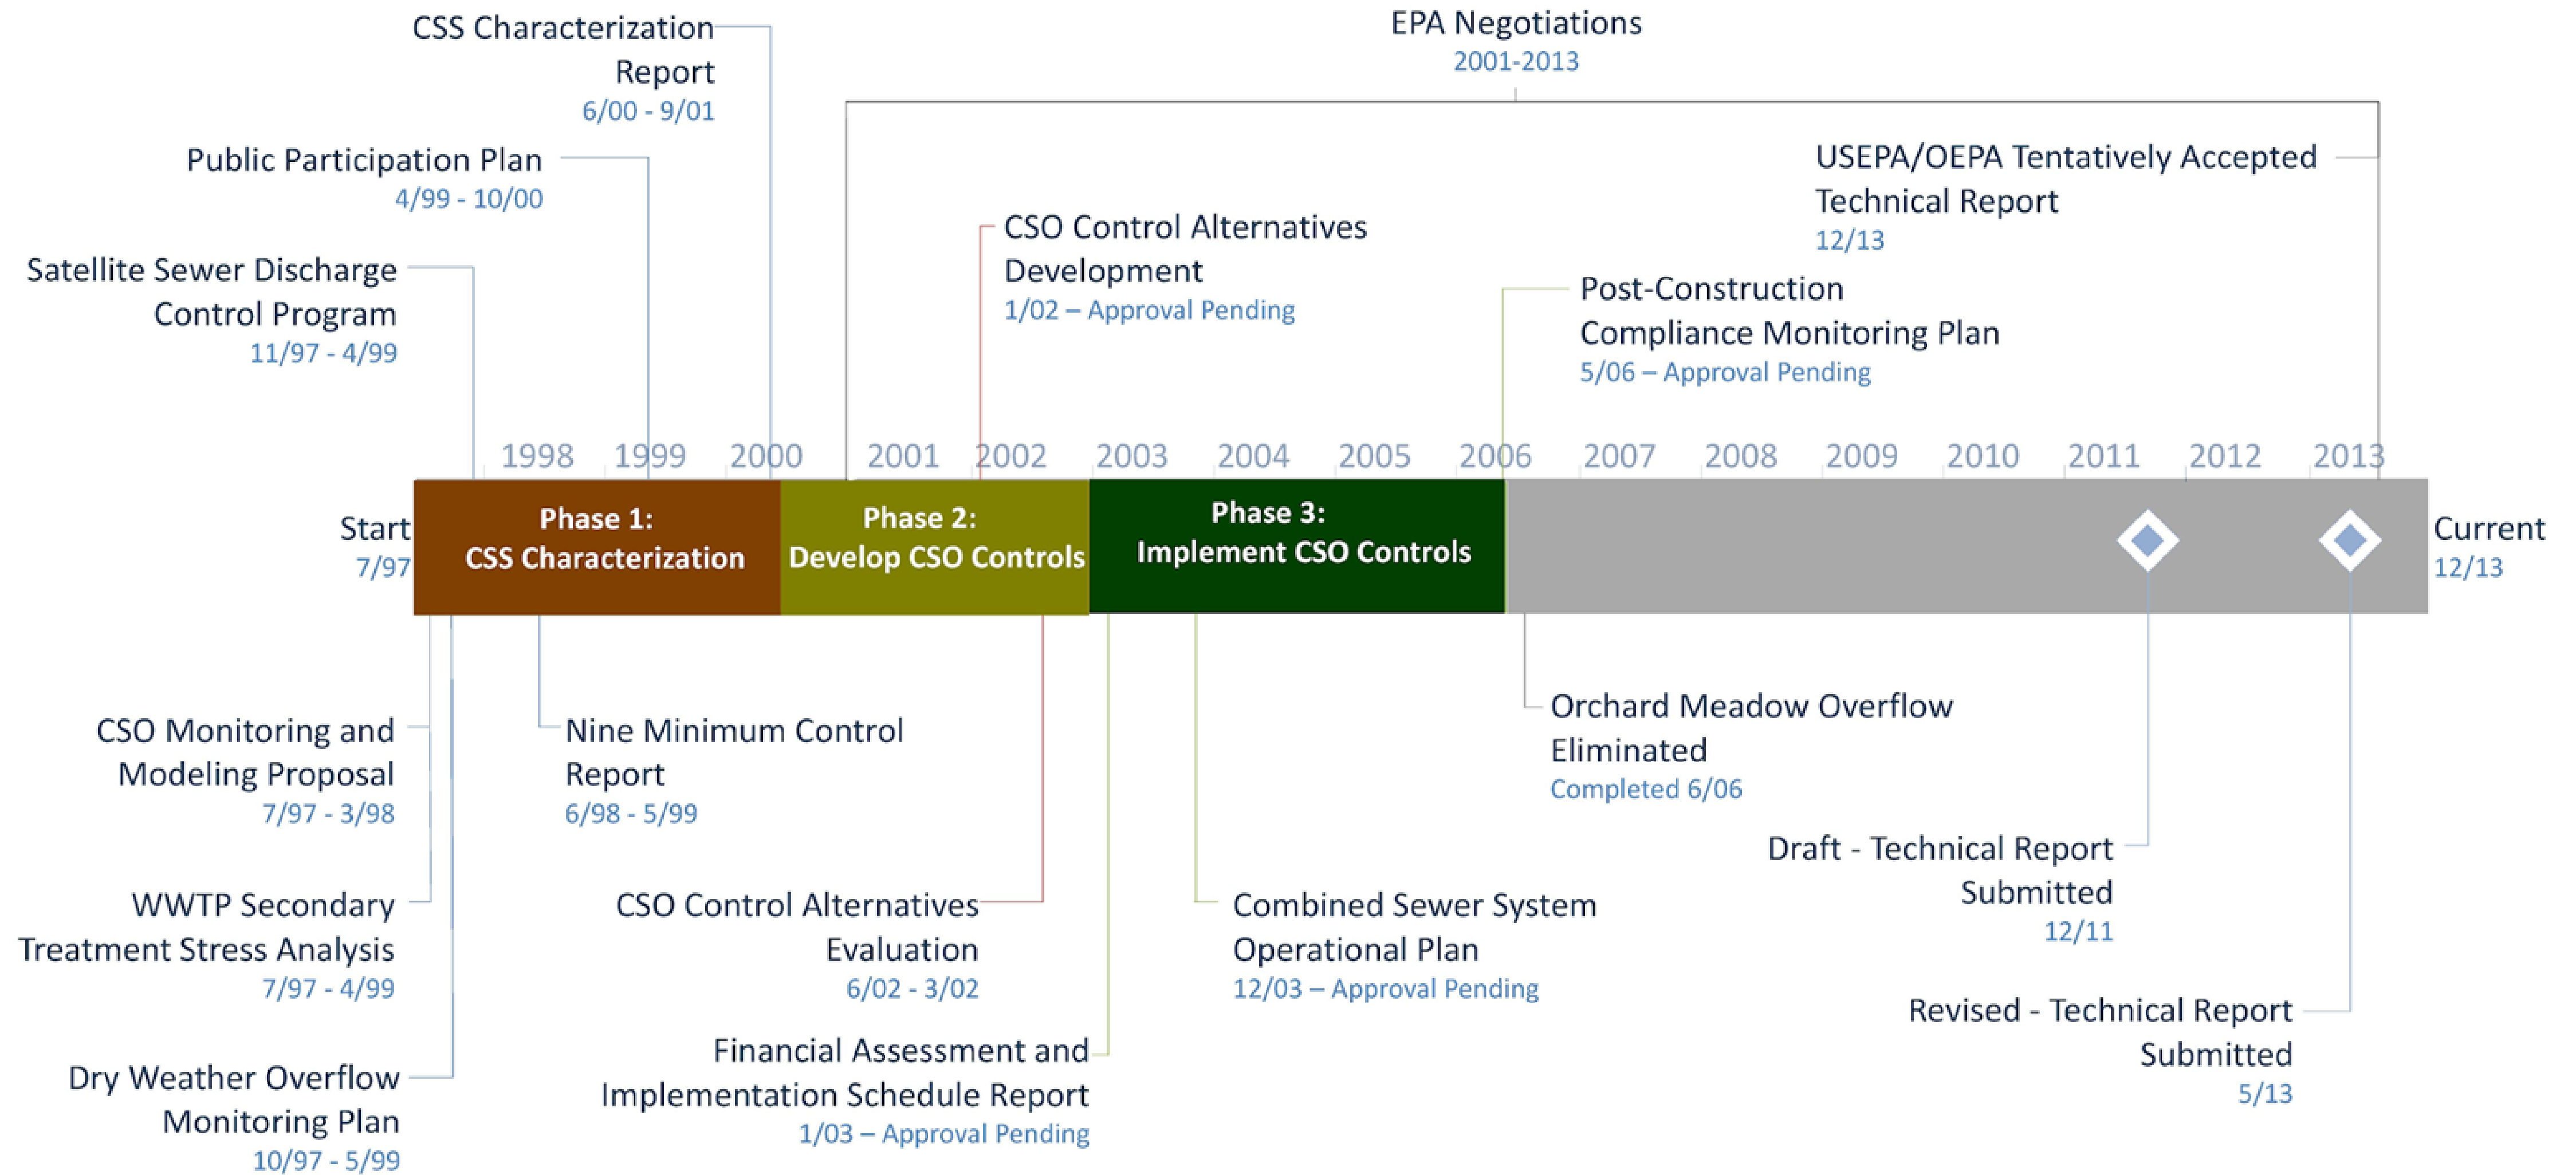 CSS Characterization
Report
6/00 - 9/01
EPA Negotiations
2001-2013
Public Participation Plan
4/99 - 10/00
USEPA/OEPA Tentatively Accepted
Technical Report
12/13
CSO Control Alternatives
Development
1/02 – Approval Pending
Satellite Sewer Discharge
Control Program
11/97 - 4/99
Post-Construction
Compliance Monitoring Plan
5/06 – Approval Pending
1998 1999 2000 2001 2002 2003 2004 2005 2006 2007 2008 2009 2010 2011 2012 2013
Start
7/97
Phase 1:
CSS Characterization
Phase 2:
Develop CSO Controls
Phase 3:
Implement CSO Controls
Current
12/13
CSO Monitoring and
Modeling Proposal
7/97 - 3/98
Nine Minimum Control
Report
6/98 - 5/99
Orchard Meadow Overflow
Eliminated
Completed 6/06
Draft - Technical Report
Submitted
12/11
WWTP Secondary
Treatment Stress Analysis
7/97 - 4/99
CSO Control Alternatives
Evaluation
6/02 - 3/02
Combined Sewer System
Operational Plan
12/03 – Approval Pending
Revised - Technical Report
Submitted
5/13
Financial Assessment and
Implementation Schedule Report
1/03 – Approval Pending
Dry Weather Overflow
Monitoring Plan
10/97 - 5/99